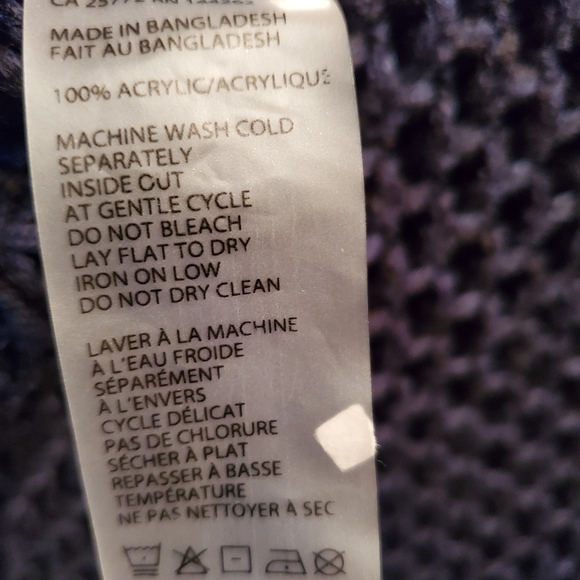 MADE IN BANGLADESH
FAIT AU BANGLADESH
100% ACRYLIC/ACRYLIQUE
MACHINE WASH COLD
SEPARATELY
INSIDE OUT
AT GENTLE CYCLE
DO NOT BLEACH
LAY FLAT TO DRY
IRON ON LOW
DO NOT DRY CLEAN
LAVER À LA MACHINE
À L'EAU FROIDE
SÉPARÉMENT
À L'ENVERS
CYCLE DÉLICAT
PAS DE CHLORURE
SÉCHER À PLAT
REPASSER À BASSE
TEMPÉRATURE
NE PAS NETTOYER À SEC